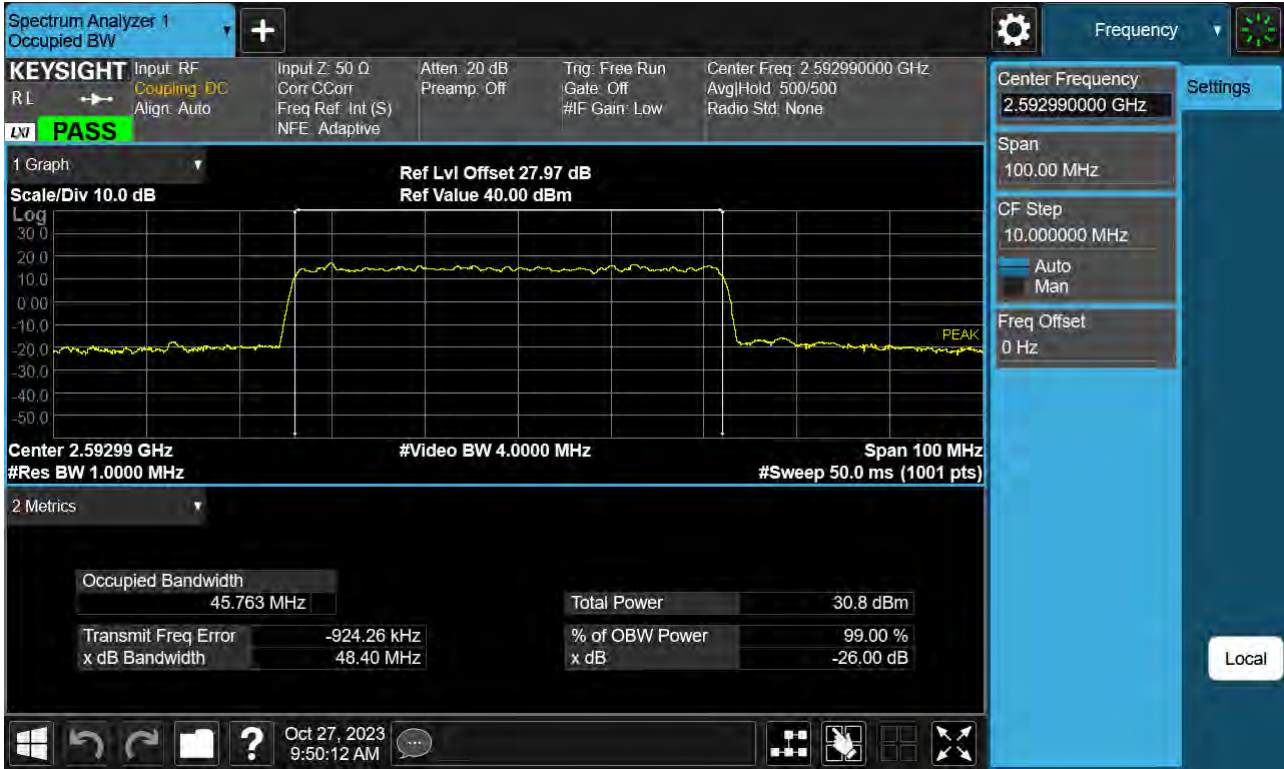 Spectrum Analyzer 1
Occupied BW
+
Frequency
KEYSIGHT
RL
LXI PASS
Input: RF
Coupling: DC
Align: Auto
Input Z: 50 Ω
Corr CCorr
Freq Ref: Int (S)
NFE: Adaptive
Atten: 20 dB
Preamp: Off
Trig: Free Run
Gate: Off
#IF Gain: Low
Center Freq: 2.592990000 GHz
Avg|Hold: 500/500
Radio Std: None
Center Frequency
2.592990000 GHz
Settings
Span
100.00 MHz
CF Step
10.000000 MHz
Auto
Man
Freq Offset
0 Hz
1 Graph
Scale/Div 10.0 dB
Ref Lvl Offset 27.97 dB
Ref Value 40.00 dBm
Log
30.0
20.0
10.0
0.00
-10.0
-20.0
-30.0
-40.0
-50.0
PEAK
Center 2.59299 GHz
#Video BW 4.0000 MHz
Span 100 MHz
#Res BW 1.0000 MHz
#Sweep 50.0 ms (1001 pts)
2 Metrics
Occupied Bandwidth
45.763 MHz
Total Power 30.8 dBm
Transmit Freq Error -924.26 kHz
% of OBW Power 99.00 %
x dB Bandwidth 48.40 MHz
x dB -26.00 dB
Local
?
Oct 27, 2023
9:50:12 AM